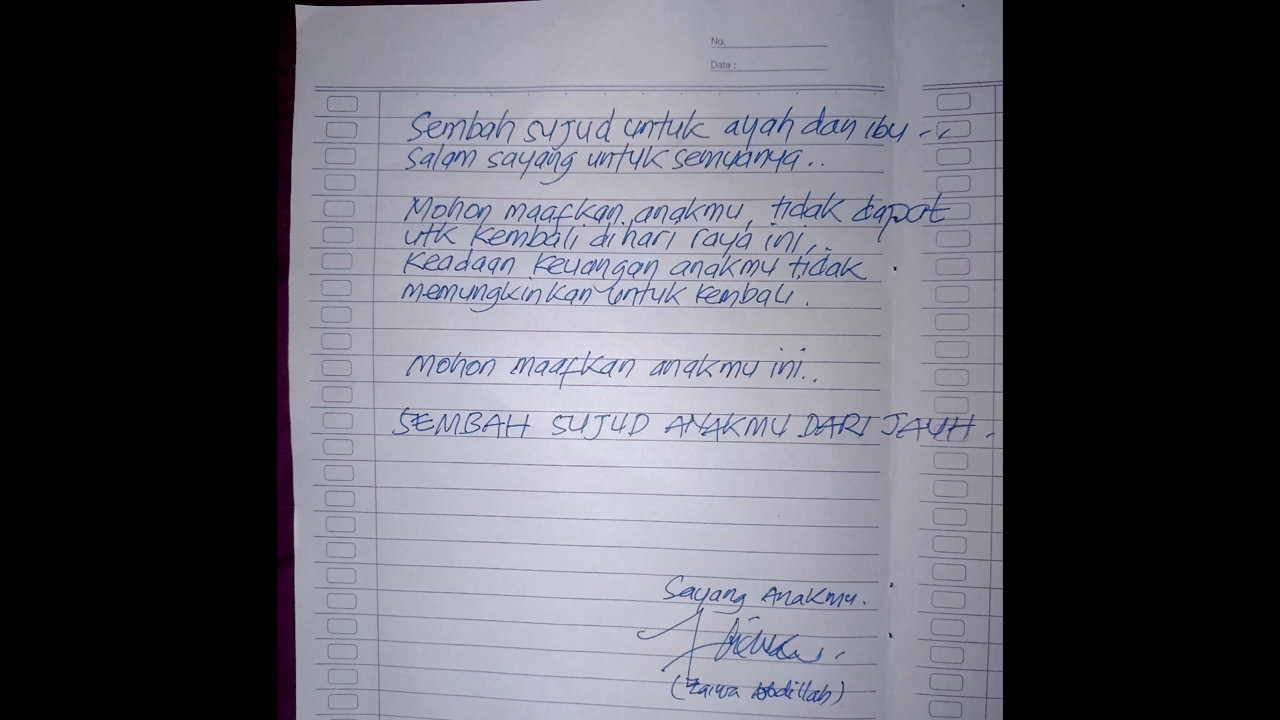 No.
Date :
Sembah sujud untuk ayah dan ibu...
salam sayang untuk semuanya..
Mohon maafkan anakmu, tidak dapat
utk kembali di hari raya ini,.
keadaan keuangan anakmu tidak
memungkinkan untuk kembali.
Mohon maafkan anakmu ini..
SEMBAH SUJUD ANAKMU DARI JAUH.
Sayang Anakmu.
(Zaiwa Abdillah)